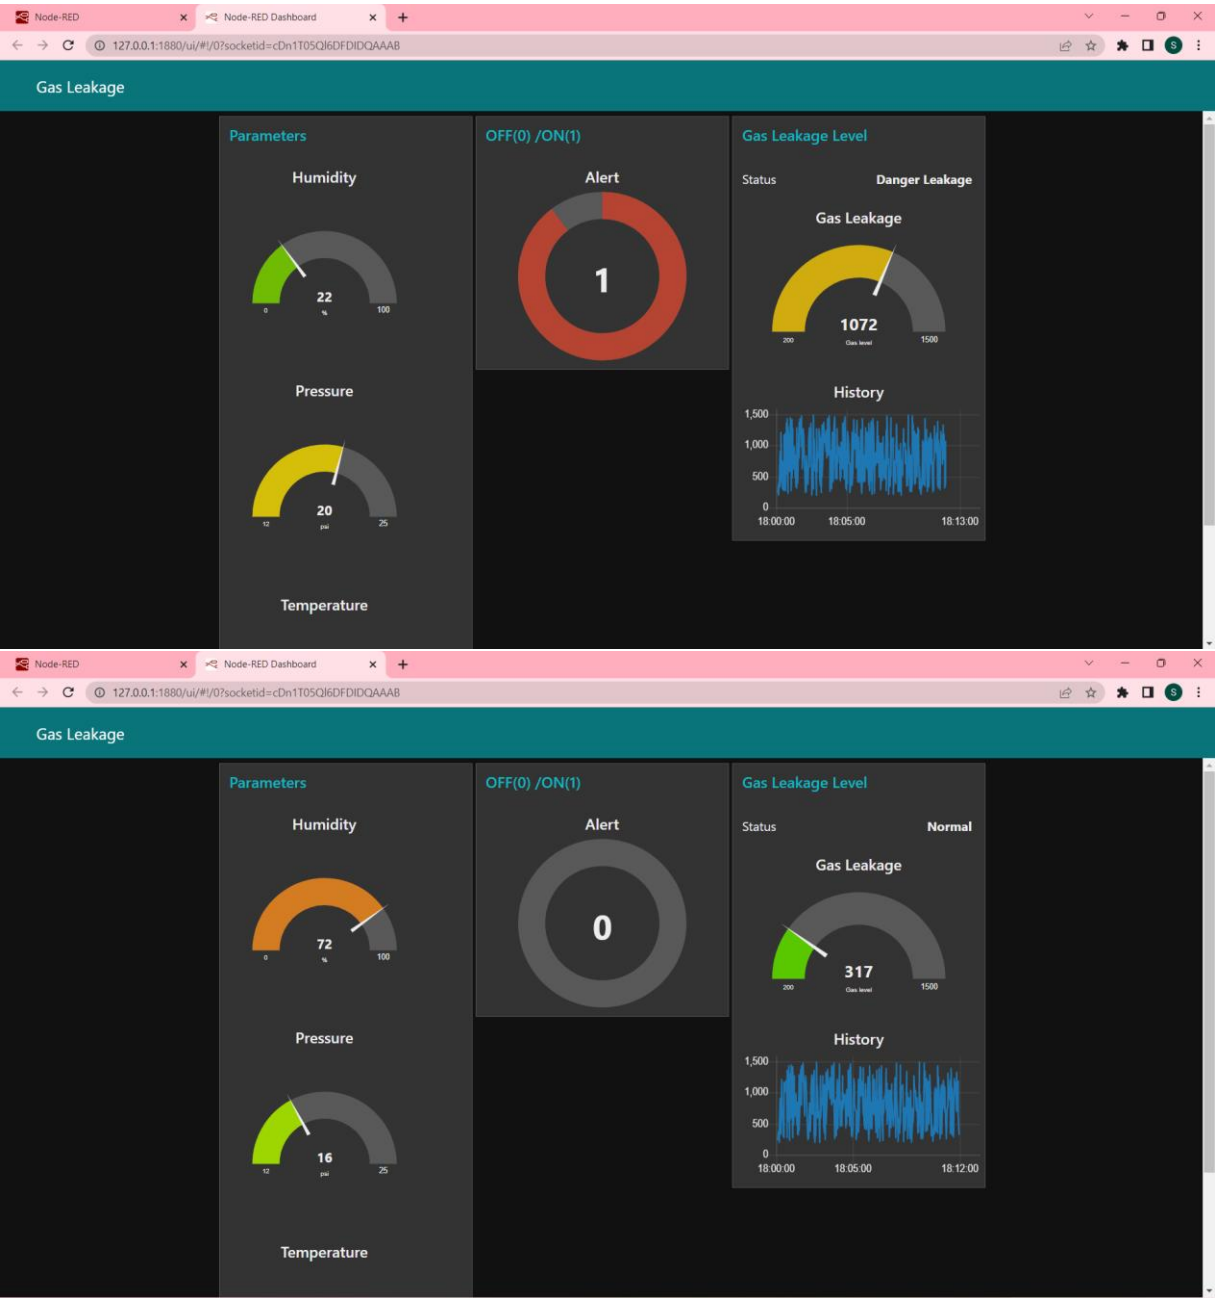 Node-RED
Node-RED Dashboard
127.0.0.1:1880/ui/#!/0?socketid=cDn1T05Ql6DFDIDQAAAB
S
Gas Leakage
Parameters
Humidity
22
%
0
100
Pressure
20
psi
12
25
Temperature
OFF(0) /ON(1)
Alert
1
Gas Leakage Level
Status Danger Leakage
Gas Leakage
1072
Gas level
200
1500
History
1,500
1,000
500
0
18:00:00 18:05:00 18:13:00
Node-RED
Node-RED Dashboard
127.0.0.1:1880/ui/#!/0?socketid=cDn1T05Ql6DFDIDQAAAB
S
Gas Leakage
Parameters
Humidity
72
%
0
100
Pressure
16
psi
12
25
Temperature
OFF(0) /ON(1)
Alert
0
Gas Leakage Level
Status Normal
Gas Leakage
317
Gas level
200
1500
History
1,500
1,000
500
0
18:00:00 18:05:00 18:12:00